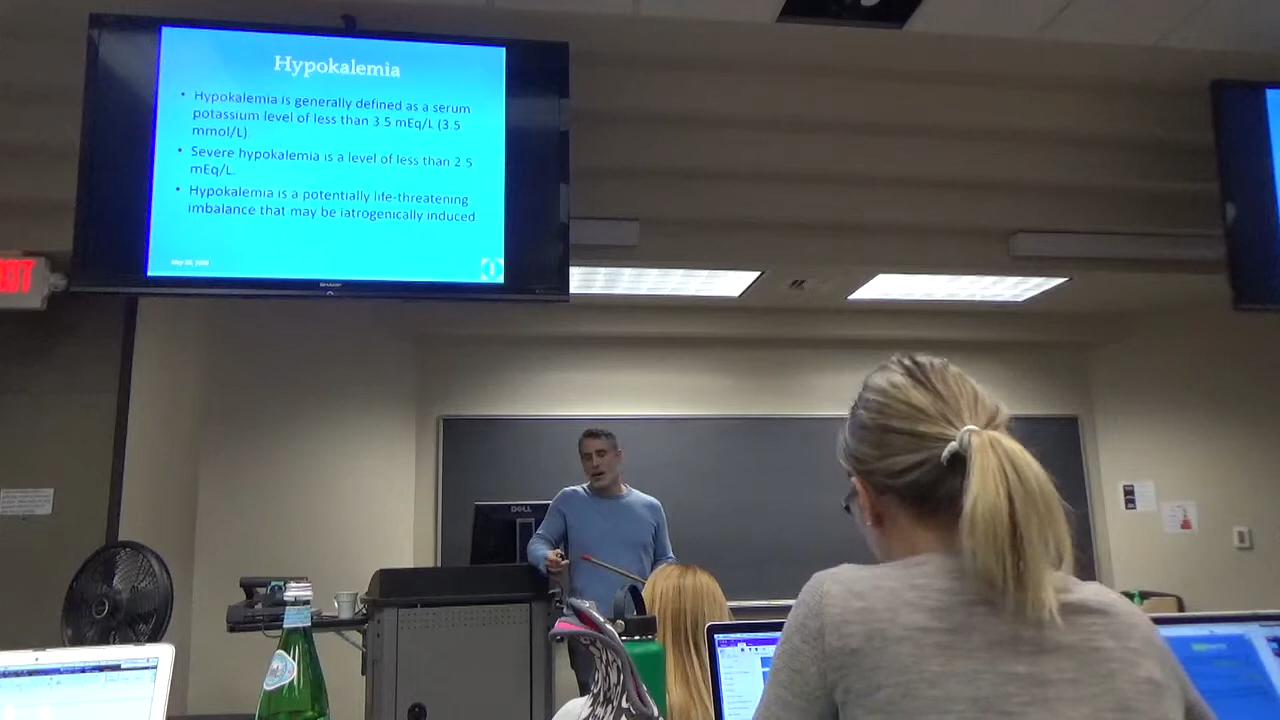 Hypokalemia
• Hypokalemia is generally defined as a serum
potassium level of less than 3.5 mEq/L (3.5
mmol/L).
• Severe hypokalemia is a level of less than 2.5
mEq/L.
• Hypokalemia is a potentially life-threatening
imbalance that may be iatrogenically induced
SHARP
DELL